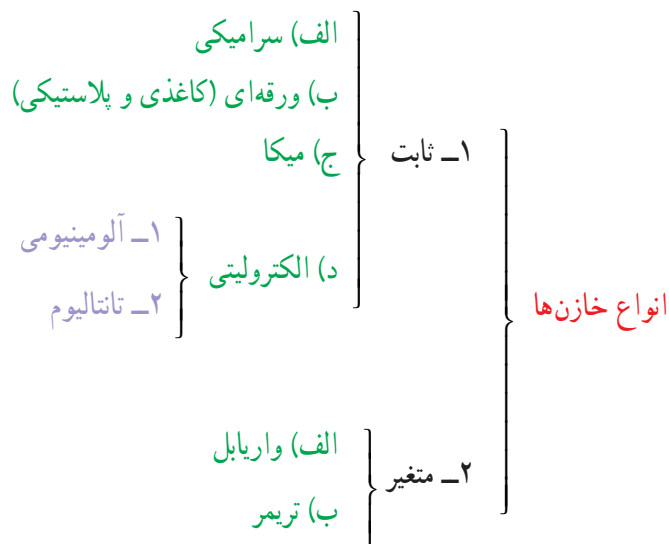 انواع خازن‌ها
۱ــ ثابت
الف) سرامیکی
ب) ورقه‌ای (کاغذی و پلاستیکی)
ج) میکا
د) الکترولیتی
۱ــ آلومینیومی
۲ــ تانتالیوم
۲ــ متغیر
الف) واریابل
ب) تریمر